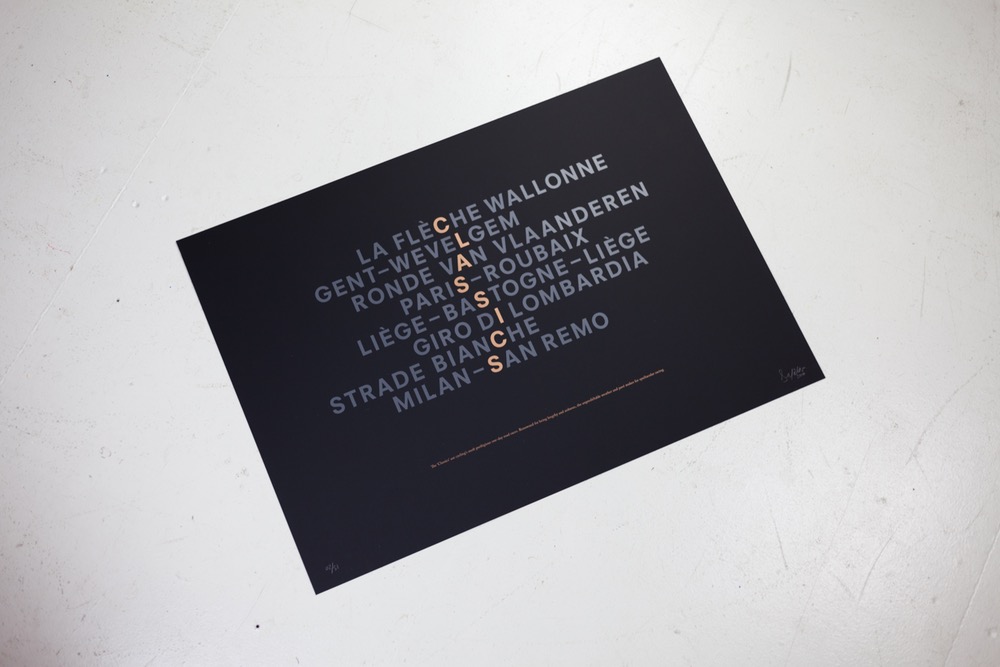 LA FLÈCHE WALLONNE
GENT–WEVELGEM
RONDE VAN VLAANDEREN
PARIS–ROUBAIX
LIÈGE–BASTOGNE–LIÈGE
GIRO DI LOMBARDIA
STRADE BIANCHE
MILAN–SAN REMO